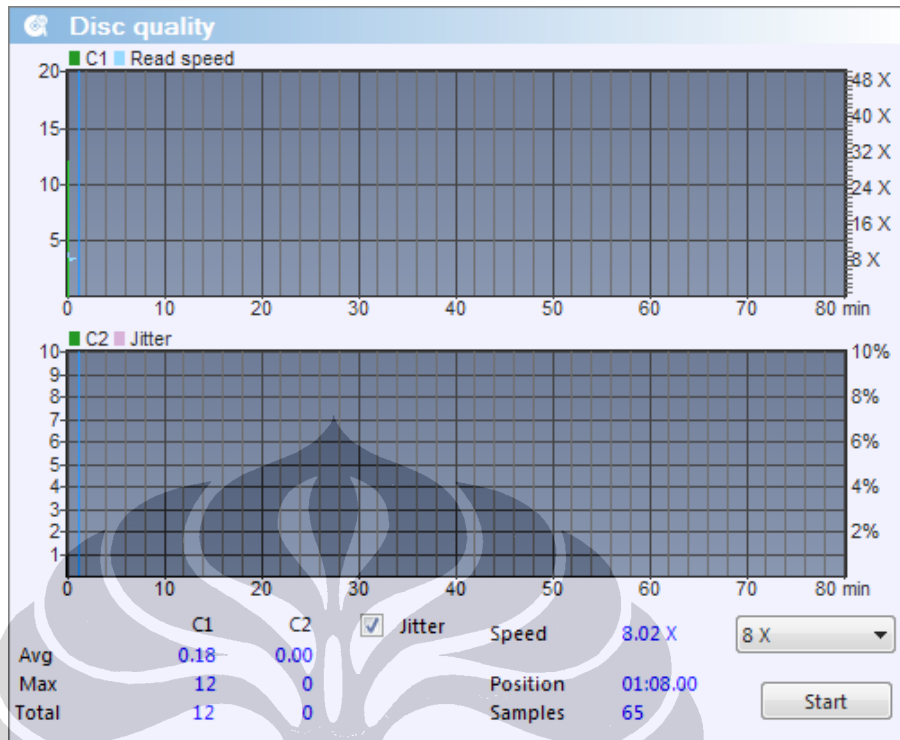 Disc quality
C1 Read speed
20 48 X
40 X
15
32 X
10 24 X
16 X
5
8 X
0 10 20 30 40 50 60 70 80 min
C2 Jitter
10 10%
9
8 8%
7
6 6%
5
4 4%
3
2 2%
1
0 10 20 30 40 50 60 70 80 min
C1 C2 Jitter Speed 8.02 X 8 X
Avg 0.18 0.00
Max 12 0 Position 01:08.00
Total 12 0 Samples 65 Start